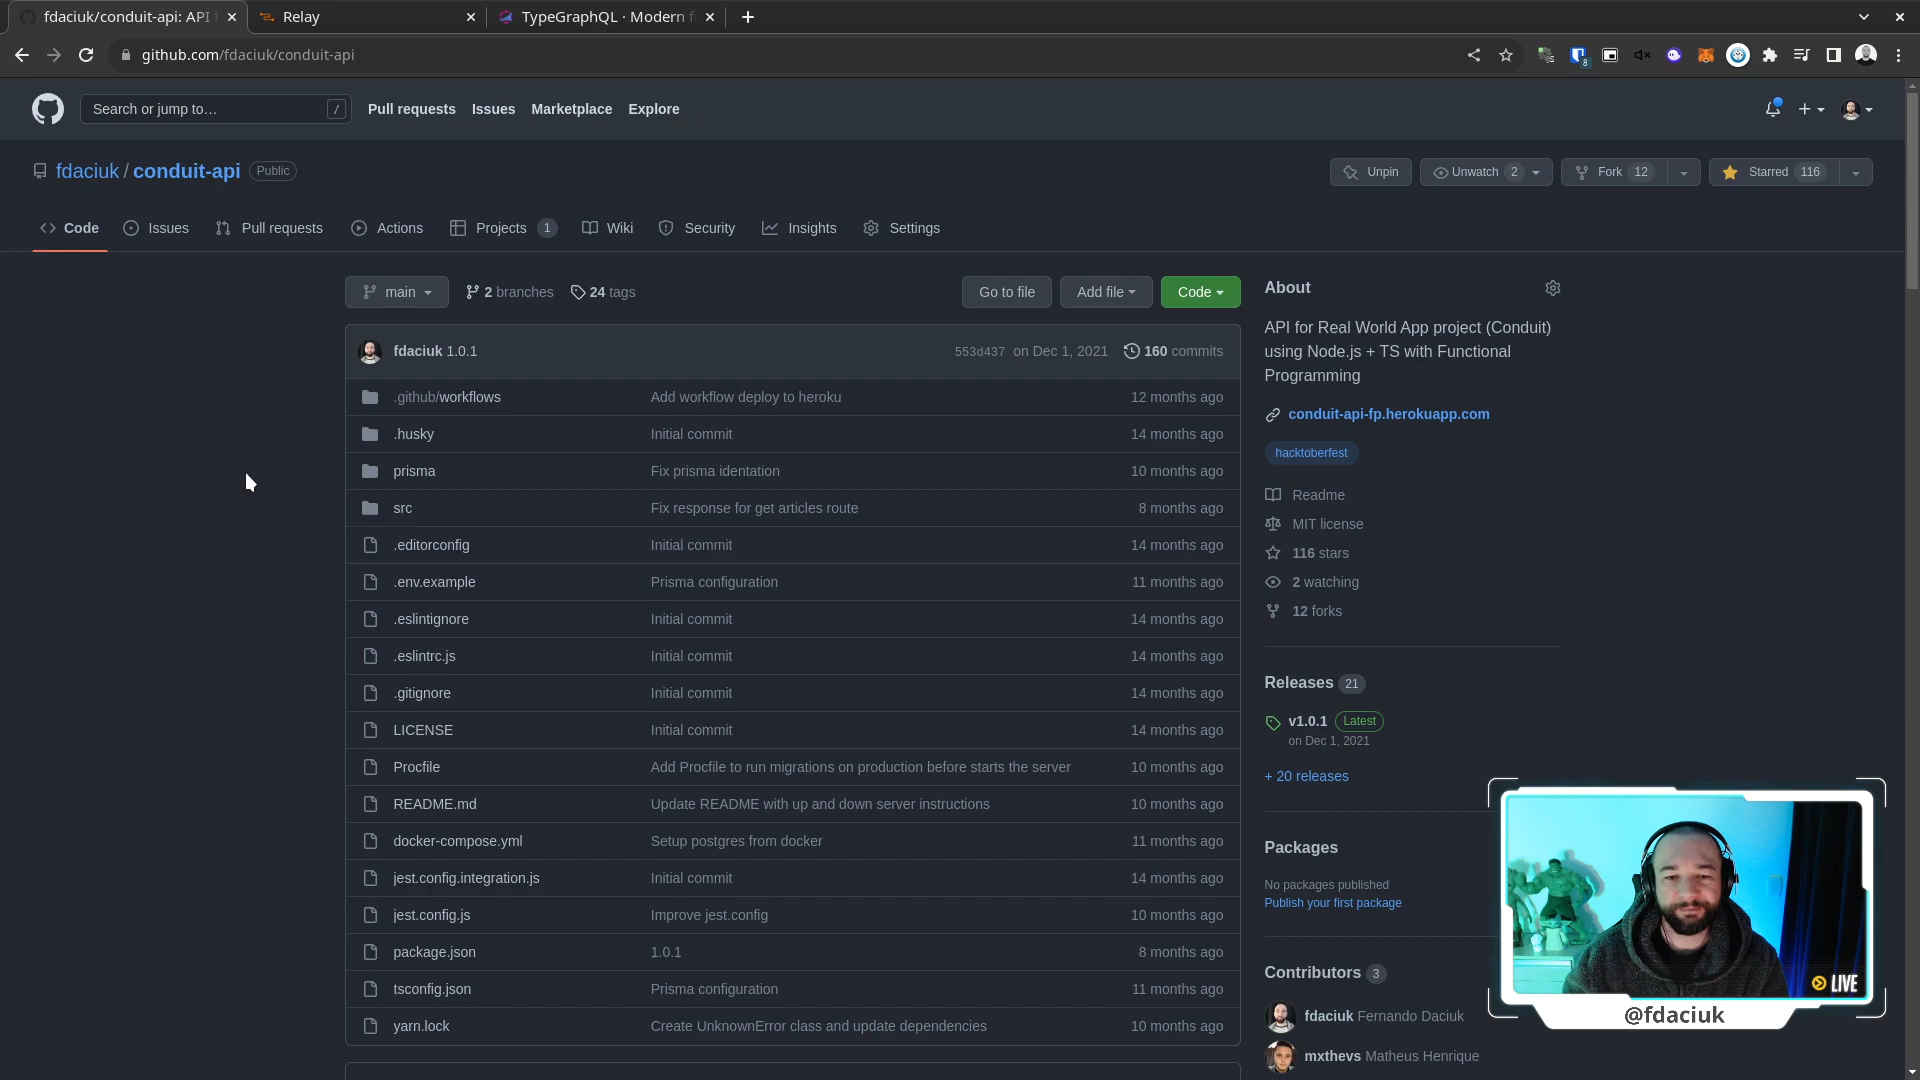 fdaciuk/conduit-api: API f
Relay
TypeGraphQL · Modern f
github.com/fdaciuk/conduit-api
8
Search or jump to…
/
Pull requests
Issues
Marketplace
Explore
fdaciuk / conduit-api
Public
Unpin
Unwatch 2
Fork 12
Starred 116
Code
Issues
Pull requests
Actions
Projects 1
Wiki
Security
Insights
Settings
main
2 branches
24 tags
Go to file
Add file
Code
fdaciuk 1.0.1
553d437 on Dec 1, 2021
160 commits
.github/workflows Add workflow deploy to heroku 12 months ago
.husky Initial commit 14 months ago
prisma Fix prisma identation 10 months ago
src Fix response for get articles route 8 months ago
.editorconfig Initial commit 14 months ago
.env.example Prisma configuration 11 months ago
.eslintignore Initial commit 14 months ago
.eslintrc.js Initial commit 14 months ago
.gitignore Initial commit 14 months ago
LICENSE Initial commit 14 months ago
Procfile Add Procfile to run migrations on production before starts the server 10 months ago
README.md Update README with up and down server instructions 10 months ago
docker-compose.yml Setup postgres from docker 11 months ago
jest.config.integration.js Initial commit 14 months ago
jest.config.js Improve jest.config 10 months ago
package.json 1.0.1 8 months ago
tsconfig.json Prisma configuration 11 months ago
yarn.lock Create UnknownError class and update dependencies 10 months ago
About
API for Real World App project (Conduit)
using Node.js + TS with Functional
Programming
conduit-api-fp.herokuapp.com
hacktoberfest
Readme
MIT license
116 stars
2 watching
12 forks
Releases 21
v1.0.1 Latest
on Dec 1, 2021
+ 20 releases
Packages
No packages published
Publish your first package
Contributors 3
fdaciuk Fernando Daciuk
mxthevs Matheus Henrique
LIVE
@fdaciuk